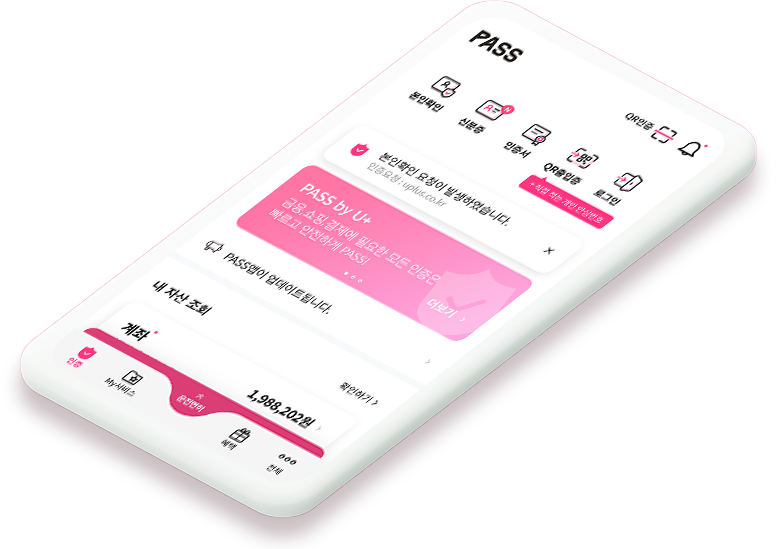 PASS
QR인증
본인확인
신분증
N
인증서
QR출입증
로그인
+ 직접 적는 개인 안심번호
본인확인 요청이 발생하였습니다.
인증요청 : uplus.co.kr
PASS by U+
금융,쇼핑,결제에 필요한 모든 인증은
빠르고 안전하게 PASS!
더보기
PASS앱이 업데이트됩니다.
내 자산 조회
확인하기
계좌
1,988,202원
인증
My서비스
운전면허
혜택
전체